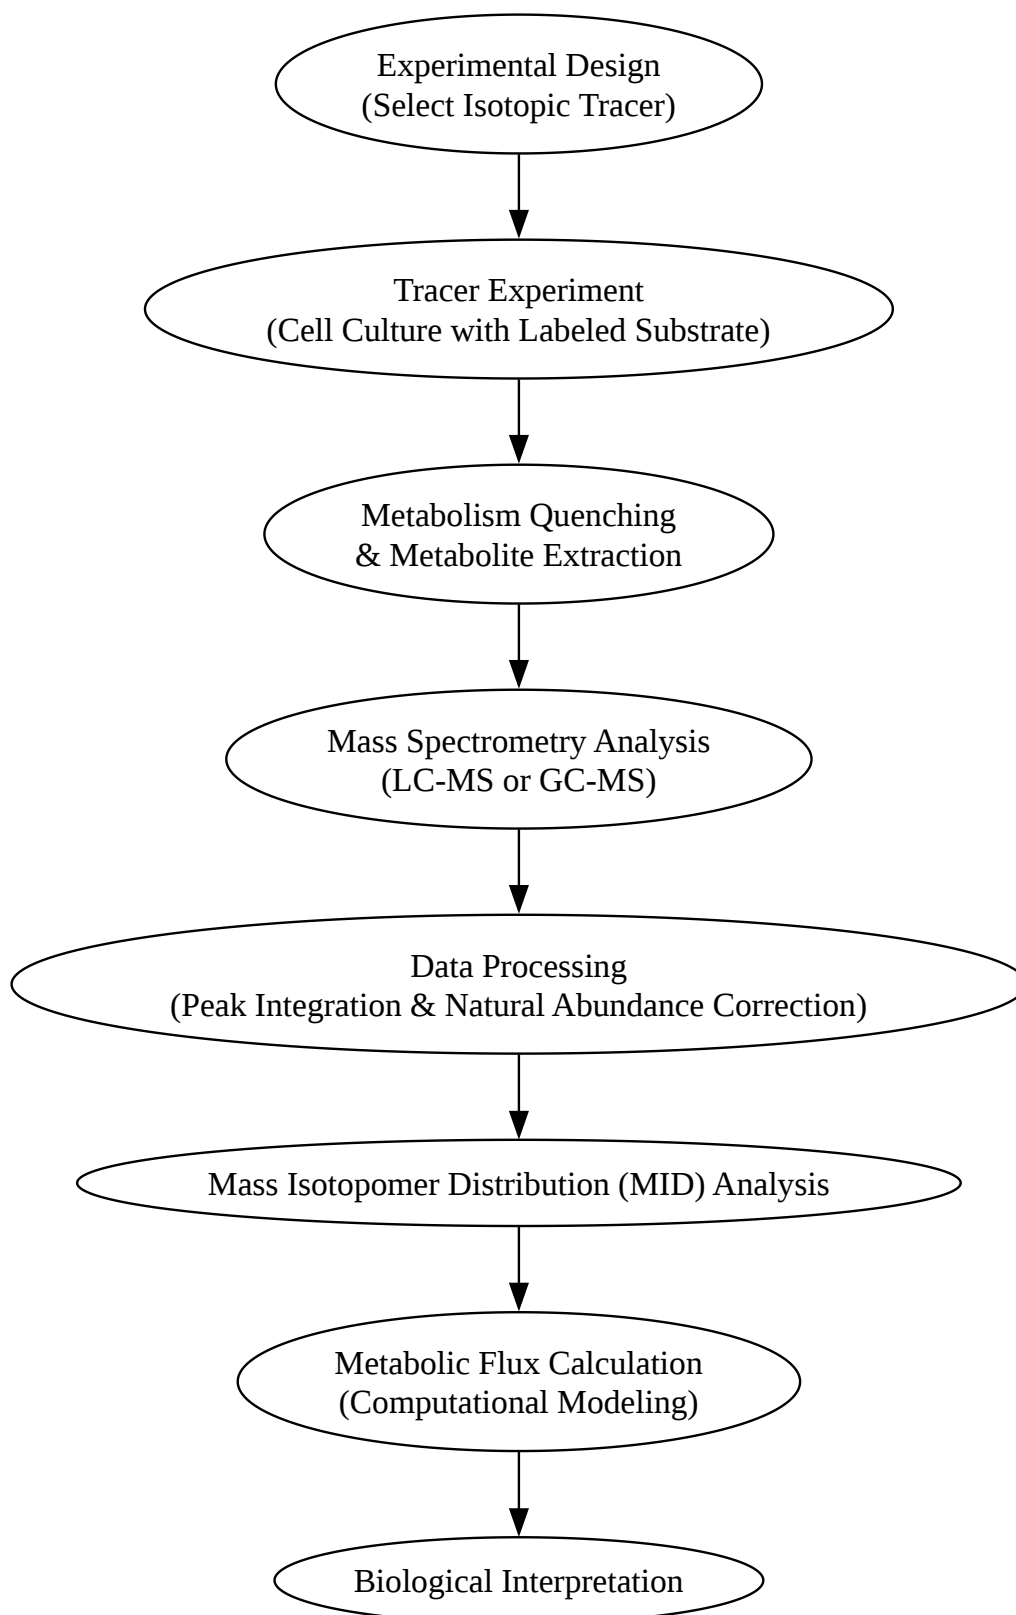 Experimental Design
(Select Isotopic Tracer)
Tracer Experiment
(Cell Culture with Labeled Substrate)
Metabolism Quenching
& Metabolite Extraction
Mass Spectrometry Analysis
(LC-MS or GC-MS)
Data Processing
(Peak Integration & Natural Abundance Correction)
Mass Isotopomer Distribution (MID) Analysis
Metabolic Flux Calculation
(Computational Modeling)
Biological Interpretation